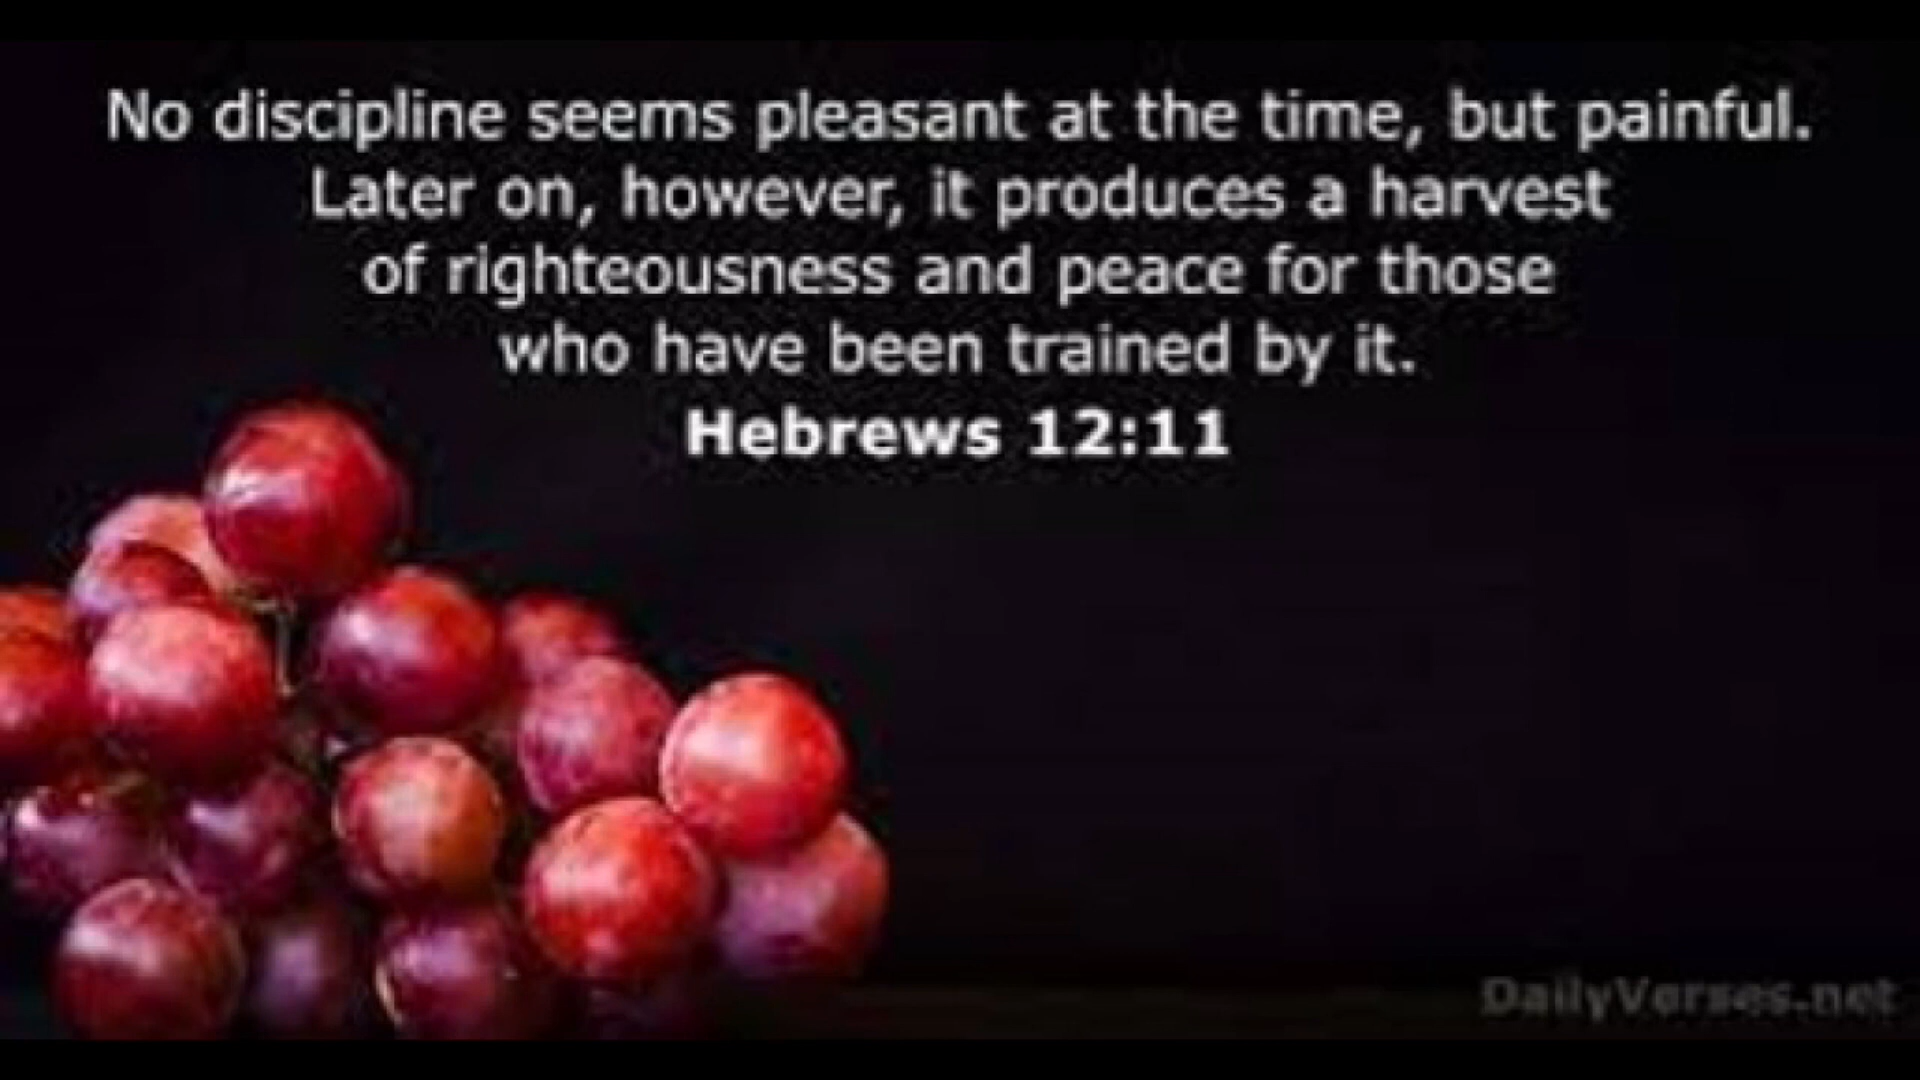 No discipline seems pleasant at the time, but painful.
Later on, however, it produces a harvest
of righteousness and peace for those
who have been trained by it.
Hebrews 12:11
DailyVerses.net